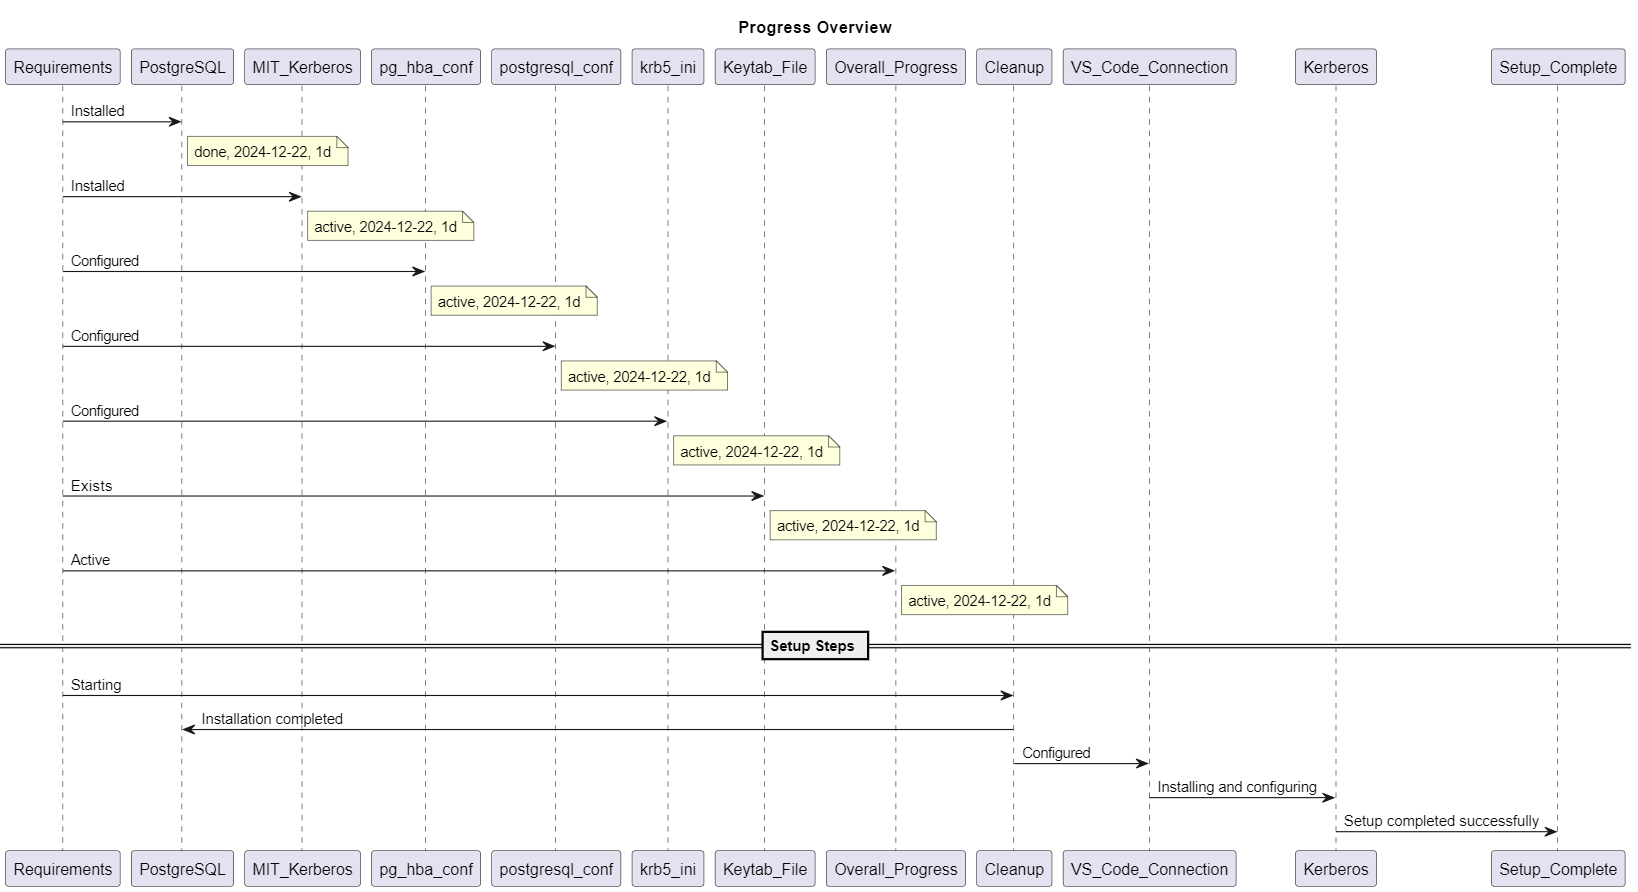 Progress Overview
Requirements PostgreSQL MIT_Kerberos pg_hba_conf postgresql_conf krb5_ini Keytab_File Overall_Progress Cleanup VS_Code_Connection Kerberos Setup_Complete
Installed
done, 2024-12-22, 1d
Installed
active, 2024-12-22, 1d
Configured
active, 2024-12-22, 1d
Configured
active, 2024-12-22, 1d
Configured
active, 2024-12-22, 1d
Exists
active, 2024-12-22, 1d
Active
active, 2024-12-22, 1d
Setup Steps
Starting
Installation completed
Configured
Installing and configuring
Setup completed successfully
Requirements PostgreSQL MIT_Kerberos pg_hba_conf postgresql_conf krb5_ini Keytab_File Overall_Progress Cleanup VS_Code_Connection Kerberos Setup_Complete